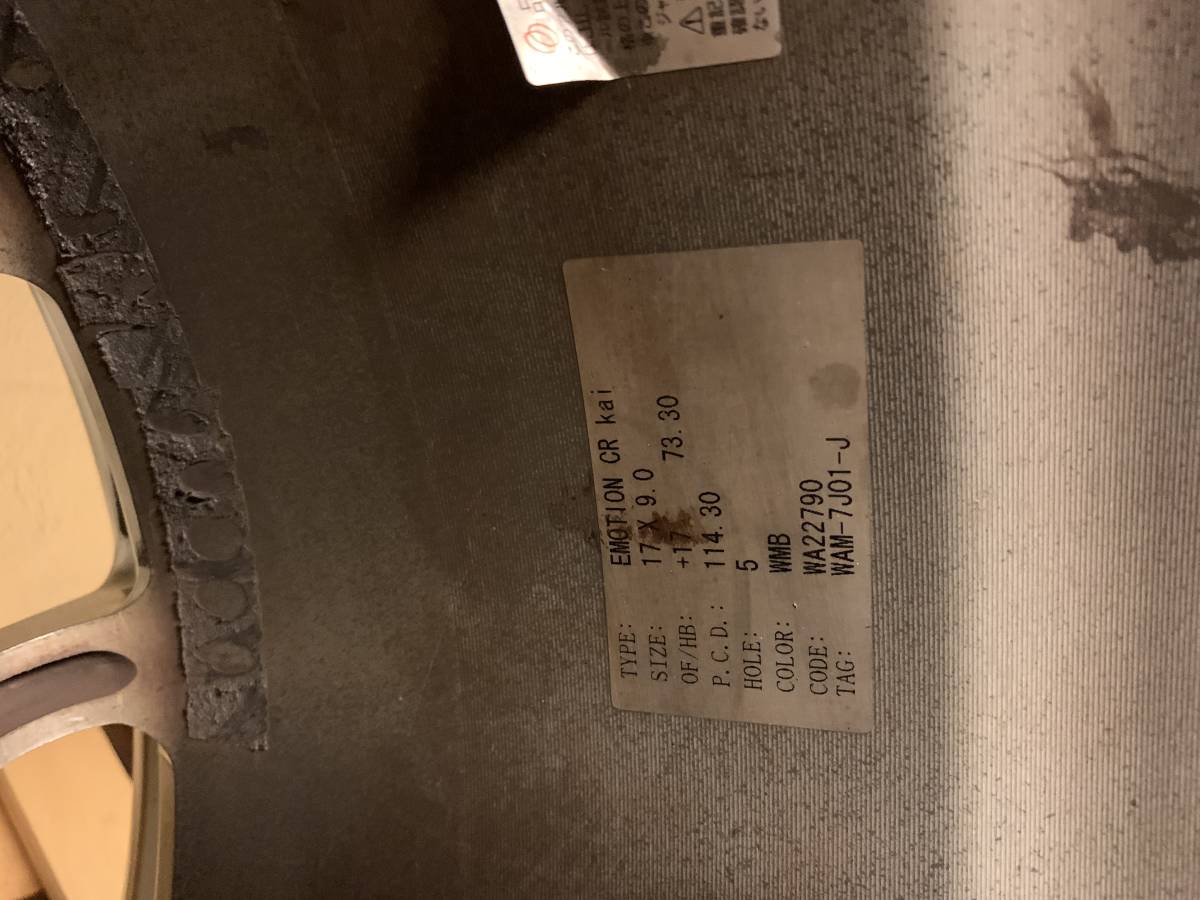 TYPE: EMOTION CR kai
SIZE: 17 X 9.0
OF/HB: +17 73.30
P.C.D.: 114.30
HOLE: 5
COLOR: WMB
CODE: WA22790
TAG: WAM-7J01-J